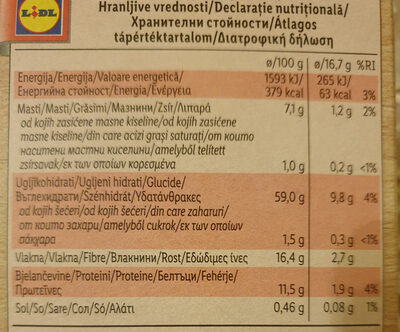 LIDL
Hranljive vrednosti/Declarație nutrițională/
Хранителни стойности/Átlagos
tápértéktartalom/Διατροφική δήλωση
ø/100 g ø/16,7 g %RI
Energija/Energija/Valoare energetică/ 1593 kJ/ 265 kJ/
Енергийна стойност/Energia/Ενέργεια 379 kcal 63 kcal 3%
Masti/Masti/Grăsimi/Мазнини/Zsír/Λιπαρά 7,1 g 1,2 g 2%
od kojih zasićene masne kiseline/od kojih zasićene
masne kiseline/din care acizi grași saturați/от които
наситени мастни киселини/amelyből telített
zsírsavak/εκ των οποίων κορεσμένα 1,0 g 0,2 g <1%
Ugljikohidrati/Ugljeni hidrati/Glucide/
Въглехидрати/Szénhidrát/Υδατάνθρακες 59,0 g 9,8 g 4%
od kojih šećeri/od kojih šećeri/din care zaharuri/
от които захари/amelyből cukrok/εκ των οποίων
σάκχαρα 1,5 g 0,3 g <1%
Vlakna/Vlakna/Fibre/Влакнини/Rost/Εδώδιμες ίνες 16,4 g 2,7 g
Bjelančevine/Proteini/Proteine/Белтъци/Fehérje/
Πρωτεΐνες 11,5 g 1,9 g 4%
Sol/So/Sare/Сол/Só/Αλάτι 0,46 g 0,08 g 1%